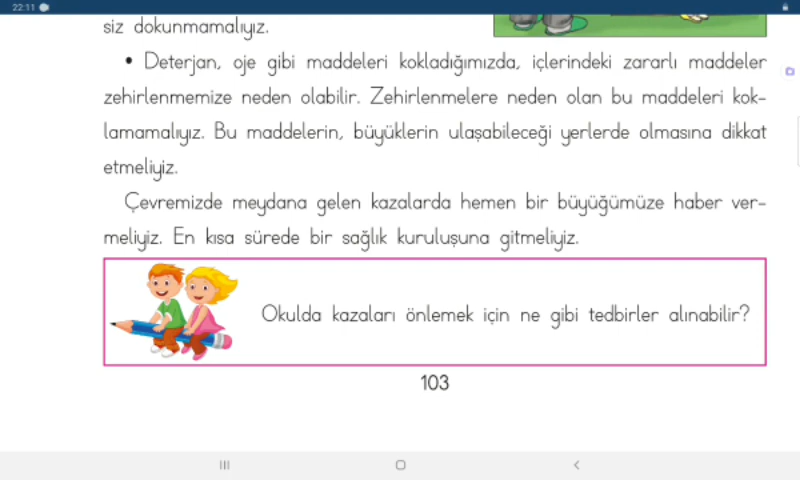 22:11
siz dokunmamalıyız.
• Deterjan, oje gibi maddeleri kokladığımızda, içlerindeki zararlı maddeler
zehirlenmemize neden olabilir. Zehirlenmelere neden olan bu maddeleri kok-
lamamalıyız. Bu maddelerin, büyüklerin ulaşabileceği yerlerde olmasına dikkat
etmeliyiz.
Çevremizde meydana gelen kazalarda hemen bir büyüğümüze haber ver-
meliyiz. En kısa sürede bir sağlık kuruluşuna gitmeliyiz.
Okulda kazaları önlemek için ne gibi tedbirler alınabilir?
103